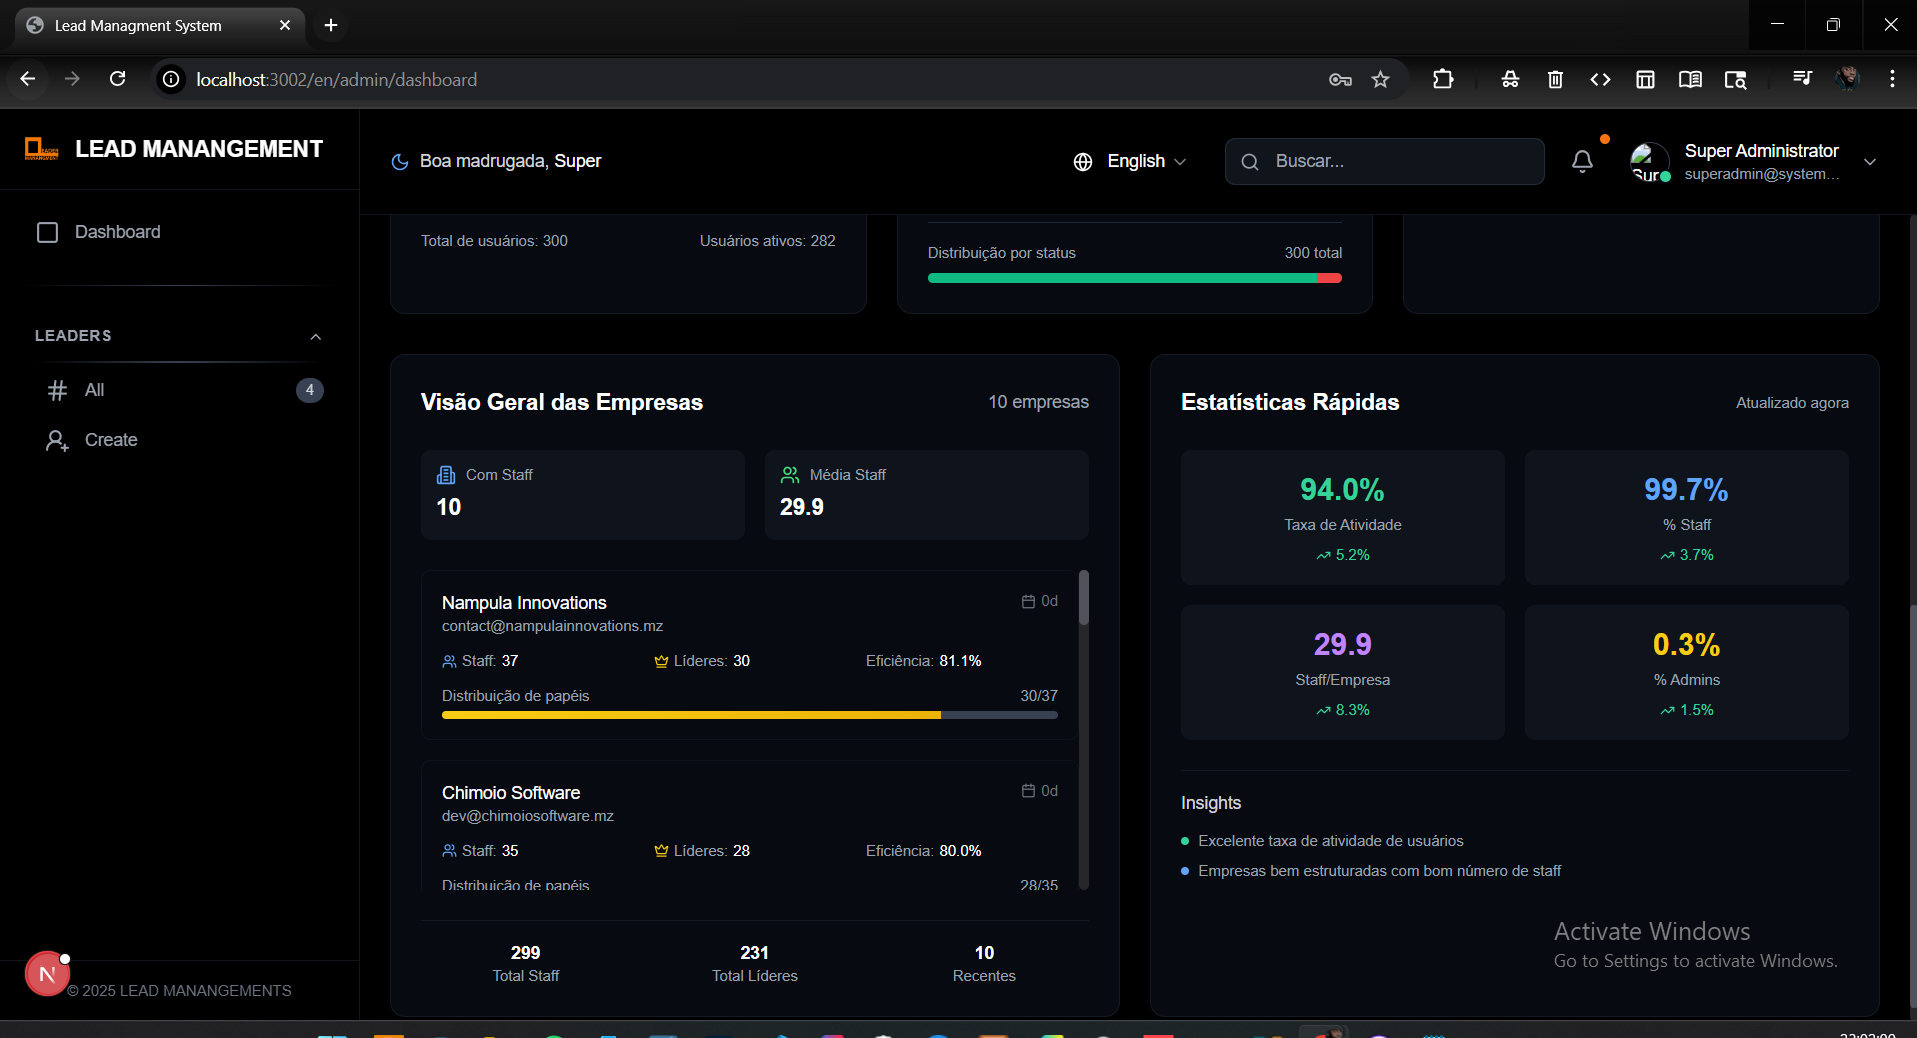 Lead Managment System
localhost:3002/en/admin/dashboard
LEAD MANANGEMENT
Boa madrugada, Super
English
Buscar...
Super Administrator
superadmin@system...
Dashboard
LEADERS
All
4
Create
Total de usuários: 300
Usuários ativos: 282
Distribuição por status
300 total
Visão Geral das Empresas
10 empresas
Com Staff
10
Média Staff
29.9
Nampula Innovations
0d
contact@nampulainnovations.mz
Staff: 37
Líderes: 30
Eficiência: 81.1%
Distribuição de papéis
30/37
Chimoio Software
0d
dev@chimoiosoftware.mz
Staff: 35
Líderes: 28
Eficiência: 80.0%
Distribuição de papéis
28/35
299
Total Staff
231
Total Líderes
10
Recentes
Estatísticas Rápidas
Atualizado agora
94.0%
Taxa de Atividade
5.2%
99.7%
% Staff
3.7%
29.9
Staff/Empresa
8.3%
0.3%
% Admins
1.5%
Insights
Excelente taxa de atividade de usuários
Empresas bem estruturadas com bom número de staff
Activate Windows
Go to Settings to activate Windows.
N
© 2025 LEAD MANANGEMENTS